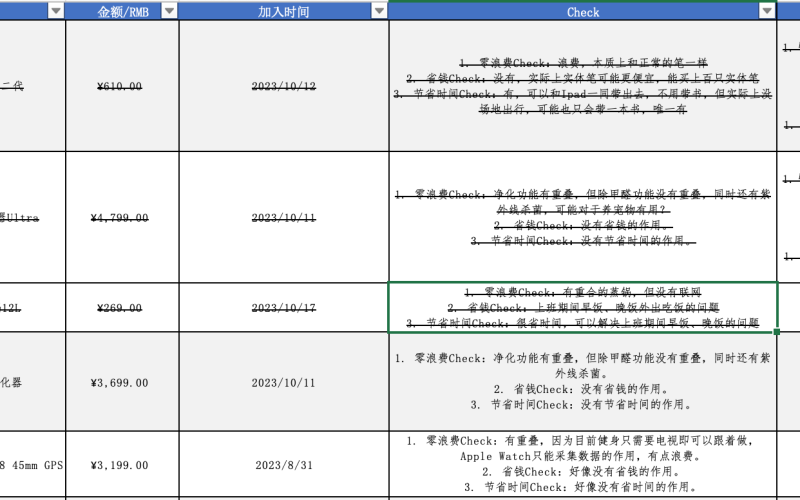 金额/RMB 加入时间 Check
1. 零浪费Check：浪费，本质上和正常的笔一样
2. 省钱Check：没有，实际上实体笔可能更便宜，能买上百只实体笔
二代 ¥610.00 2023/10/12
3. 节省时间Check：有，可以和Ipad一同带出去，不用带书，但实际上没
场地出行，可能也只会带一本书，唯一有
1. 零浪费Check：净化功能有重叠，但除甲醛功能没有重叠，同时还有紫
外线杀菌，可能对于养宠物有用？
器Ultra ¥4,799.00 2023/10/11
2. 省钱Check：没有省钱的作用。
3. 节省时间Check：没有节省时间的作用。
1. 零浪费Check：有重合的蒸锅，但没有联网
12L ¥269.00 2023/10/17
2. 省钱Check：上班期间早饭、晚饭外出吃饭的问题
3. 节省时间Check：很省时间，可以解决上班期间早饭、晚饭的问题
1. 零浪费Check：净化功能有重叠，但除甲醛功能没有重叠，同时还有紫
外线杀菌。
化器 ¥3,699.00 2023/10/11
2. 省钱Check：没有省钱的作用。
3. 节省时间Check：没有节省时间的作用。
1. 零浪费Check：有重叠，因为目前健身只需要电视即可以跟着做，
Apple Watch只能采集数据的作用，有点浪费。
8 45mm GPS ¥3,199.00 2023/8/31
2. 省钱Check：好像没有省钱的作用。
3. 节省时间Check：好像没有省时间的作用。